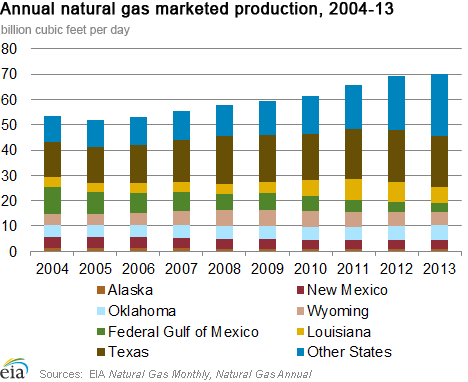 Annual natural gas marketed production, 2004-13
billion cubic feet per day
80
70
60
50
40
30
20
10
0
2004 2005 2006 2007 2008 2009 2010 2011 2012 2013
Alaska New Mexico
Oklahoma Wyoming
Federal Gulf of Mexico Louisiana
Texas Other States
eia Sources: EIA Natural Gas Monthly, Natural Gas Annual